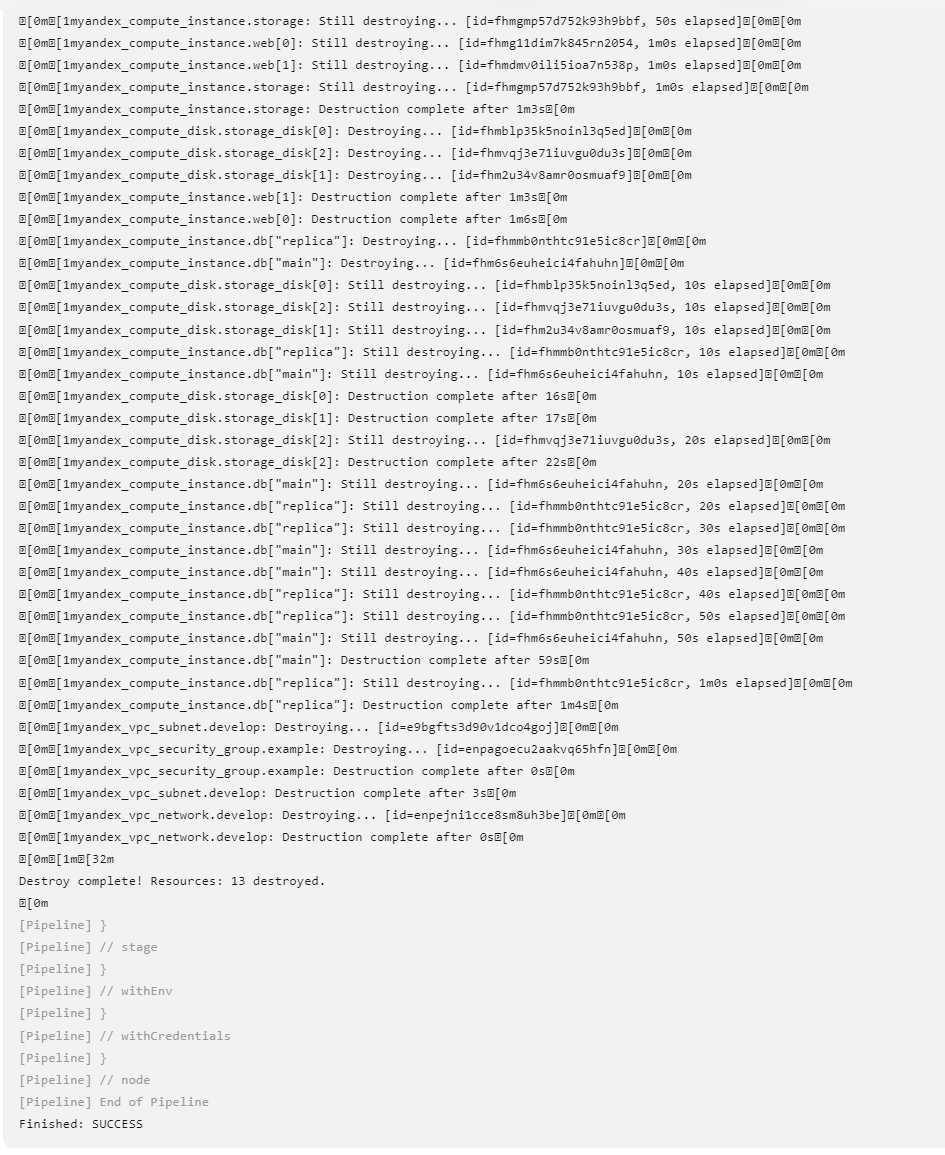 ␛[0m␛[1myandex_compute_instance.storage: Still destroying... [id=fhmgmp57d752k93h9bbf, 50s elapsed]␛[0m␛[0m
␛[0m␛[1myandex_compute_instance.web[0]: Still destroying... [id=fhmg11dim7k845rn2054, 1m0s elapsed]␛[0m␛[0m
␛[0m␛[1myandex_compute_instance.web[1]: Still destroying... [id=fhmdmv0ili5ioa7n538p, 1m0s elapsed]␛[0m␛[0m
␛[0m␛[1myandex_compute_instance.storage: Still destroying... [id=fhmgmp57d752k93h9bbf, 1m0s elapsed]␛[0m␛[0m
␛[0m␛[1myandex_compute_instance.storage: Destruction complete after 1m3s␛[0m
␛[0m␛[1myandex_compute_disk.storage_disk[0]: Destroying... [id=fhmblp35k5noinl3q5ed]␛[0m␛[0m
␛[0m␛[1myandex_compute_disk.storage_disk[2]: Destroying... [id=fhmvqj3e71iuvgu0du3s]␛[0m␛[0m
␛[0m␛[1myandex_compute_disk.storage_disk[1]: Destroying... [id=fhm2u34v8amr0osmuaf9]␛[0m␛[0m
␛[0m␛[1myandex_compute_instance.web[1]: Destruction complete after 1m3s␛[0m
␛[0m␛[1myandex_compute_instance.web[0]: Destruction complete after 1m6s␛[0m
␛[0m␛[1myandex_compute_instance.db["replica"]: Destroying... [id=fhmmb0nthtc91e5ic8cr]␛[0m␛[0m
␛[0m␛[1myandex_compute_instance.db["main"]: Destroying... [id=fhm6s6euheici4fahuhn]␛[0m␛[0m
␛[0m␛[1myandex_compute_disk.storage_disk[0]: Still destroying... [id=fhmblp35k5noinl3q5ed, 10s elapsed]␛[0m␛[0m
␛[0m␛[1myandex_compute_disk.storage_disk[2]: Still destroying... [id=fhmvqj3e71iuvgu0du3s, 10s elapsed]␛[0m␛[0m
␛[0m␛[1myandex_compute_disk.storage_disk[1]: Still destroying... [id=fhm2u34v8amr0osmuaf9, 10s elapsed]␛[0m␛[0m
␛[0m␛[1myandex_compute_instance.db["replica"]: Still destroying... [id=fhmmb0nthtc91e5ic8cr, 10s elapsed]␛[0m␛[0m
␛[0m␛[1myandex_compute_instance.db["main"]: Still destroying... [id=fhm6s6euheici4fahuhn, 10s elapsed]␛[0m␛[0m
␛[0m␛[1myandex_compute_disk.storage_disk[0]: Destruction complete after 16s␛[0m
␛[0m␛[1myandex_compute_disk.storage_disk[1]: Destruction complete after 17s␛[0m
␛[0m␛[1myandex_compute_disk.storage_disk[2]: Still destroying... [id=fhmvqj3e71iuvgu0du3s, 20s elapsed]␛[0m␛[0m
␛[0m␛[1myandex_compute_disk.storage_disk[2]: Destruction complete after 22s␛[0m
␛[0m␛[1myandex_compute_instance.db["main"]: Still destroying... [id=fhm6s6euheici4fahuhn, 20s elapsed]␛[0m␛[0m
␛[0m␛[1myandex_compute_instance.db["replica"]: Still destroying... [id=fhmmb0nthtc91e5ic8cr, 20s elapsed]␛[0m␛[0m
␛[0m␛[1myandex_compute_instance.db["replica"]: Still destroying... [id=fhmmb0nthtc91e5ic8cr, 30s elapsed]␛[0m␛[0m
␛[0m␛[1myandex_compute_instance.db["main"]: Still destroying... [id=fhm6s6euheici4fahuhn, 30s elapsed]␛[0m␛[0m
␛[0m␛[1myandex_compute_instance.db["main"]: Still destroying... [id=fhm6s6euheici4fahuhn, 40s elapsed]␛[0m␛[0m
␛[0m␛[1myandex_compute_instance.db["replica"]: Still destroying... [id=fhmmb0nthtc91e5ic8cr, 40s elapsed]␛[0m␛[0m
␛[0m␛[1myandex_compute_instance.db["replica"]: Still destroying... [id=fhmmb0nthtc91e5ic8cr, 50s elapsed]␛[0m␛[0m
␛[0m␛[1myandex_compute_instance.db["main"]: Still destroying... [id=fhm6s6euheici4fahuhn, 50s elapsed]␛[0m␛[0m
␛[0m␛[1myandex_compute_instance.db["main"]: Destruction complete after 59s␛[0m
␛[0m␛[1myandex_compute_instance.db["replica"]: Still destroying... [id=fhmmb0nthtc91e5ic8cr, 1m0s elapsed]␛[0m␛[0m
␛[0m␛[1myandex_compute_instance.db["replica"]: Destruction complete after 1m4s␛[0m
␛[0m␛[1myandex_vpc_subnet.develop: Destroying... [id=e9bgfts3d90v1dco4goj]␛[0m␛[0m
␛[0m␛[1myandex_vpc_security_group.example: Destroying... [id=enpagoecu2aakvq65hfn]␛[0m␛[0m
␛[0m␛[1myandex_vpc_security_group.example: Destruction complete after 0s␛[0m
␛[0m␛[1myandex_vpc_subnet.develop: Destruction complete after 3s␛[0m
␛[0m␛[1myandex_vpc_network.develop: Destroying... [id=enpejni1cce8sm8uh3be]␛[0m␛[0m
␛[0m␛[1myandex_vpc_network.develop: Destruction complete after 0s␛[0m
␛[0m␛[1m␛[32m
Destroy complete! Resources: 13 destroyed.
␛[0m
[Pipeline] }
[Pipeline] // stage
[Pipeline] }
[Pipeline] // withEnv
[Pipeline] }
[Pipeline] // withCredentials
[Pipeline] }
[Pipeline] // node
[Pipeline] End of Pipeline
Finished: SUCCESS